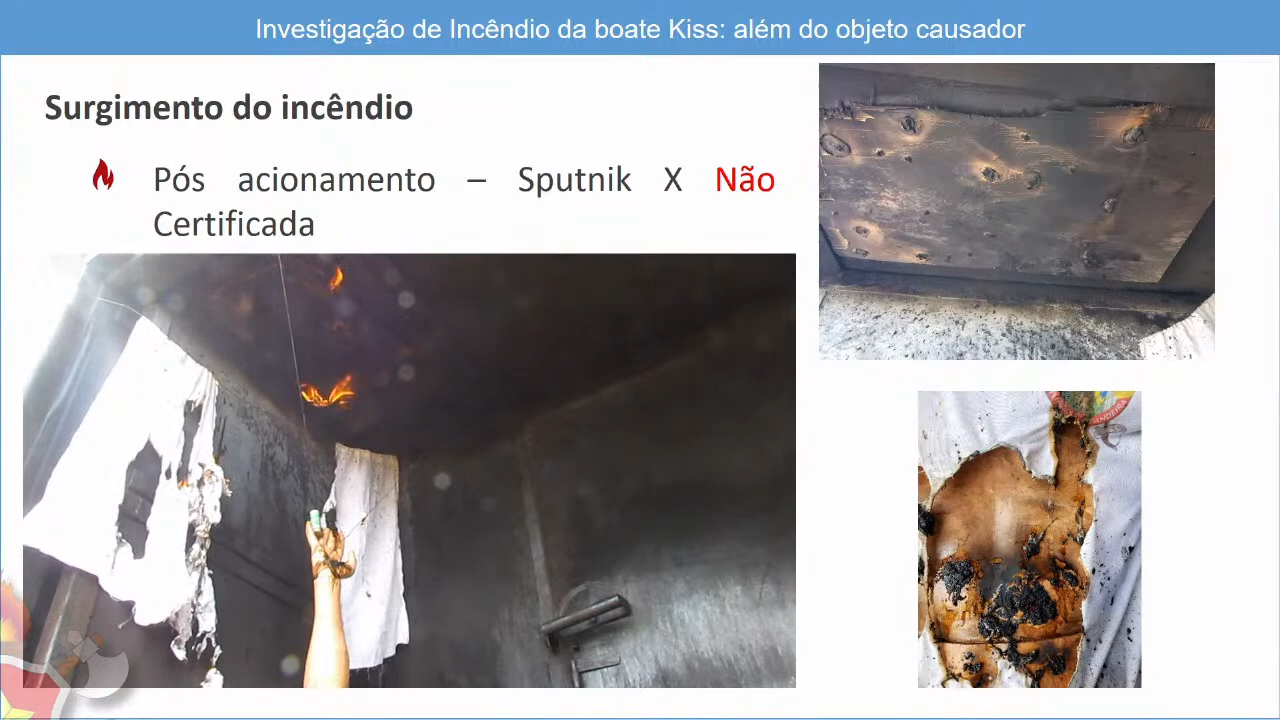 Investigação de Incêndio da boate Kiss: além do objeto causador
Surgimento do incêndio
Pós acionamento – Sputnik X Não
Certificada